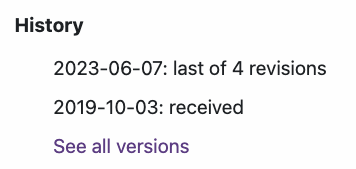 History
2023-06-07: last of 4 revisions
2019-10-03: received
See all versions